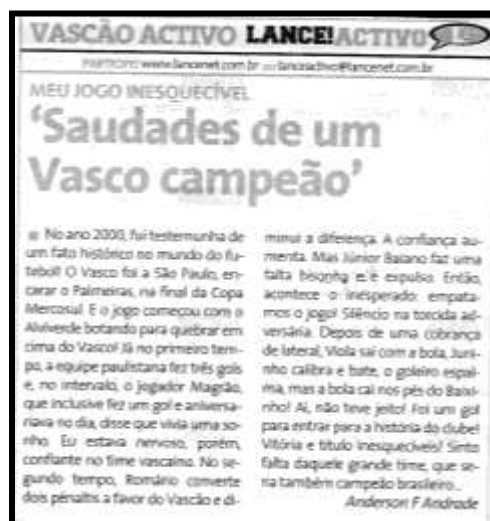 VASCÃO ACTIVO LANCE!ACTIVO
www.lancenet.com.br ou lanceactivo@lancenet.com.br
MEU JOGO INESQUECÍVEL
'Saudades de um
Vasco campeão'
No ano 2000, fui testemunha de
um fato histórico no mundo do fu-
tebol! O Vasco foi a São Paulo, en-
carar o Palmeiras, na final da Copa
Mercosul. E o jogo começou com o
Alviverde botando para quebrar em
cima do Vasco! Já no primeiro tem-
po, a equipe paulistana fez três gols
e, no intervalo, o jogador Magrão,
que inclusive fez um gol e aniversa-
riava no dia, disse que vivia uma so-
nho. Eu estava nervoso, porém,
confiante no time vascaíno. No se-
gundo tempo, Romário converte
dois pênaltis a favor do Vascão e di-
minui a diferença. A confiança au-
menta. Mas Júnior Baiano faz uma
falta bisonha e é expulso. Então,
acontece o inesperado: empata-
mos o jogo! Silêncio na torcida ad-
versária. Depois de uma cobrança
de lateral, Viola sai com a bola, Juni-
nho calibra e bate, o goleiro espal-
ma, mas a bola cai nos pés do Baixi-
nho! Aí, não teve jeito! Foi um gol
para entrar para a história do clube!
Vitória e título inesquecíveis! Sinto
falta daquele grande time, que se-
ria também campeão brasileiro...
Anderson F Andrade